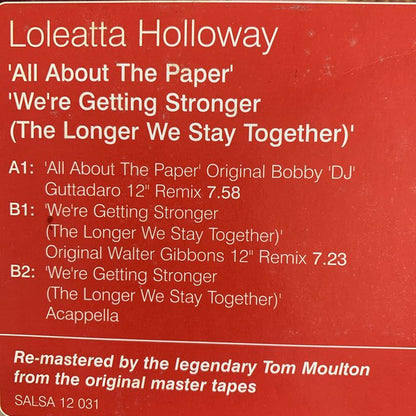 Loleatta Holloway
'All About The Paper'
'We're Getting Stronger
(The Longer We Stay Together)'
A1: 'All About The Paper' Original Bobby 'DJ'
Guttadaro 12" Remix 7.58
B1: 'We're Getting Stronger
(The Longer We Stay Together)'
Original Walter Gibbons 12" Remix 7.23
B2: 'We're Getting Stronger
(The Longer We Stay Together)'
Acappella
Re-mastered by the legendary Tom Moulton
from the original master tapes
SALSA 12 031